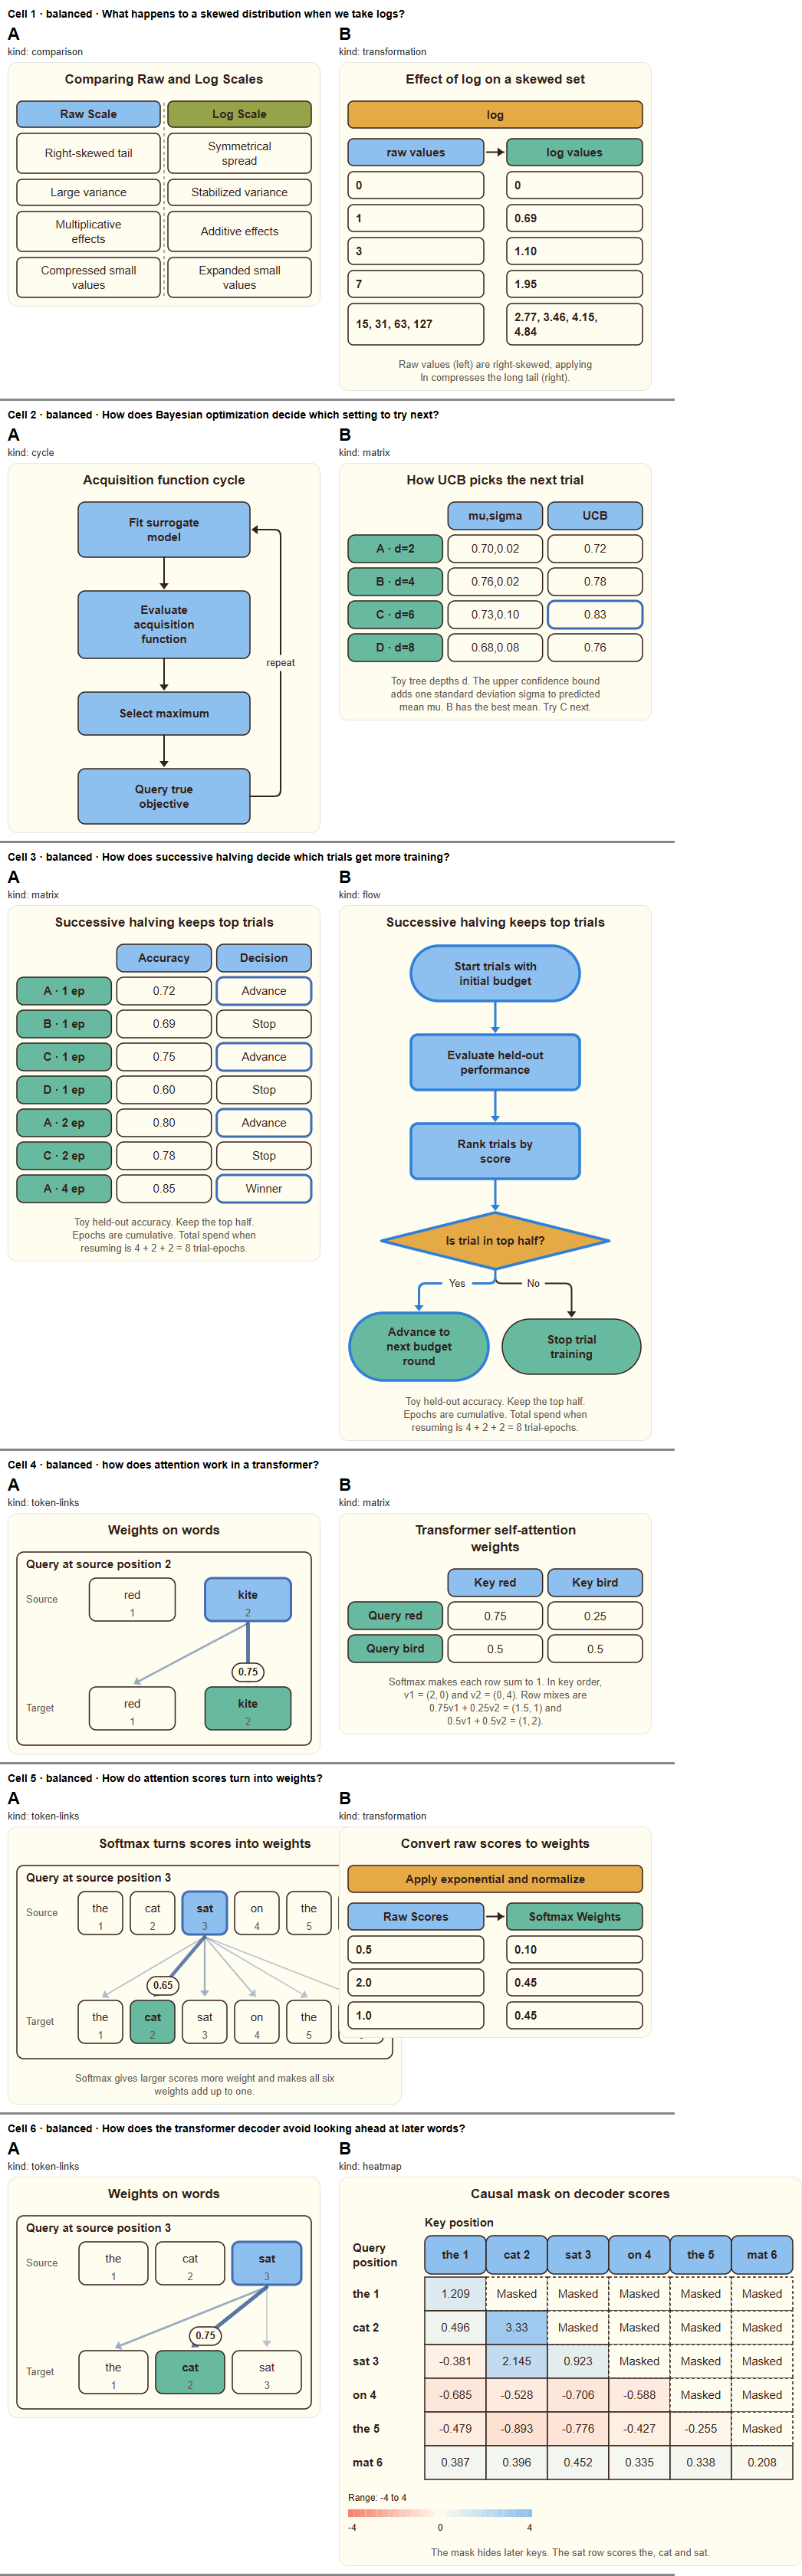 Cell 1 · balanced · What happens to a skewed distribution when we take logs?
A
kind: comparison
Comparing Raw and Log Scales
Raw Scale
Log Scale
Right-skewed tail
Symmetrical
spread
Large variance
Stabilized variance
Multiplicative
effects
Additive effects
Compressed small
values
Expanded small
values
B
kind: transformation
Effect of log on a skewed set
log
raw values
log values
0
0
1
0.69
3
1.10
7
1.95
15, 31, 63, 127
2.77, 3.46, 4.15,
4.84
Raw values (left) are right-skewed; applying
ln compresses the long tail (right).
Cell 2 · balanced · How does Bayesian optimization decide which setting to try next?
A
kind: cycle
Acquisition function cycle
Fit surrogate
model
Evaluate
acquisition
function
repeat
Select maximum
Query true
objective
B
kind: matrix
How UCB picks the next trial
mu,sigma
UCB
A · d=2
0.70,0.02
0.72
B · d=4
0.76,0.02
0.78
C · d=6
0.73,0.10
0.83
D · d=8
0.68,0.08
0.76
Toy tree depths d. The upper confidence bound
adds one standard deviation sigma to predicted
mean mu. B has the best mean. Try C next.
Cell 3 · balanced · How does successive halving decide which trials get more training?
A
kind: matrix
Successive halving keeps top trials
Accuracy
Decision
A · 1 ep
0.72
Advance
B · 1 ep
0.69
Stop
C · 1 ep
0.75
Advance
D · 1 ep
0.60
Stop
A · 2 ep
0.80
Advance
C · 2 ep
0.78
Stop
A · 4 ep
0.85
Winner
Toy held-out accuracy. Keep the top half.
Epochs are cumulative. Total spend when
resuming is 4 + 2 + 2 = 8 trial-epochs.
B
kind: flow
Successive halving keeps top trials
Start trials with
initial budget
Evaluate held-out
performance
Rank trials by
score
Is trial in top half?
Yes
No
Advance to
next budget
round
Stop trial
training
Toy held-out accuracy. Keep the top half.
Epochs are cumulative. Total spend when
resuming is 4 + 2 + 2 = 8 trial-epochs.
Cell 4 · balanced · how does attention work in a transformer?
A
kind: token-links
Weights on words
Query at source position 2
Source
red
1
kite
2
0.75
Target
red
1
kite
2
B
kind: matrix
Transformer self-attention
weights
Key red
Key bird
Query red
0.75
0.25
Query bird
0.5
0.5
Softmax makes each row sum to 1. In key order,
v1 = (2, 0) and v2 = (0, 4). Row mixes are
0.75v1 + 0.25v2 = (1.5, 1) and
0.5v1 + 0.5v2 = (1, 2).
Cell 5 · balanced · How do attention scores turn into weights?
A
kind: token-links
Softmax turns scores into weights
Query at source position 3
Source
the
1
cat
2
sat
3
on
4
the
5
0.65
Target
the
1
cat
2
sat
3
on
4
the
5
Softmax gives larger scores more weight and makes all six
weights add up to one.
B
kind: transformation
Convert raw scores to weights
Apply exponential and normalize
Raw Scores
Softmax Weights
0.5
0.10
2.0
0.45
1.0
0.45
Cell 6 · balanced · How does the transformer decoder avoid looking ahead at later words?
A
kind: token-links
Weights on words
Query at source position 3
Source
the
1
cat
2
sat
3
0.75
Target
the
1
cat
2
sat
3
B
kind: heatmap
Causal mask on decoder scores
Key position
Query
position
the 1
cat 2
sat 3
on 4
the 5
mat 6
the 1
1.209
Masked
Masked
Masked
Masked
Masked
cat 2
0.496
3.33
Masked
Masked
Masked
Masked
sat 3
-0.381
2.145
0.923
Masked
Masked
Masked
on 4
-0.685
-0.528
-0.706
-0.588
Masked
Masked
the 5
-0.479
-0.893
-0.776
-0.427
-0.255
Masked
mat 6
0.387
0.396
0.452
0.335
0.338
0.208
Range: -4 to 4
-4
0
4
The mask hides later keys. The sat row scores the, cat and sat.